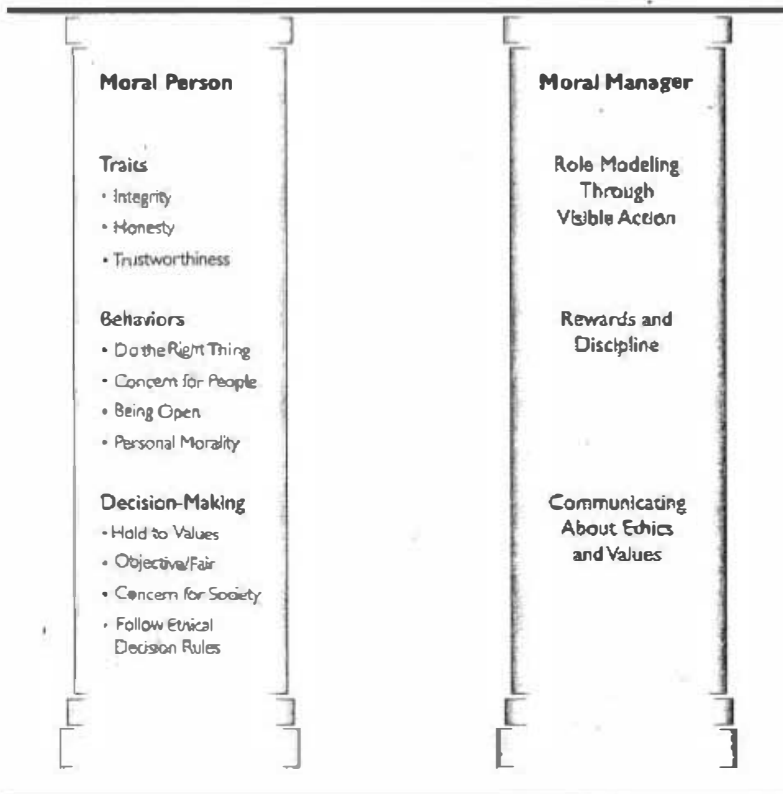 Moral Person
Traits
• Integrity
• Honesty
• Trustworthiness
Behaviors
• Do the Right Thing
• Concern for People
• Being Open
• Personal Morality
Decision-Making
• Hold to Values
• Objective/Fair
• Concern for Society
• Follow Ethical
Decision Rules
Moral Manager
Role Modeling
Through
Visible Action
Rewards and
Discipline
Communicating
About Ethics
and Values